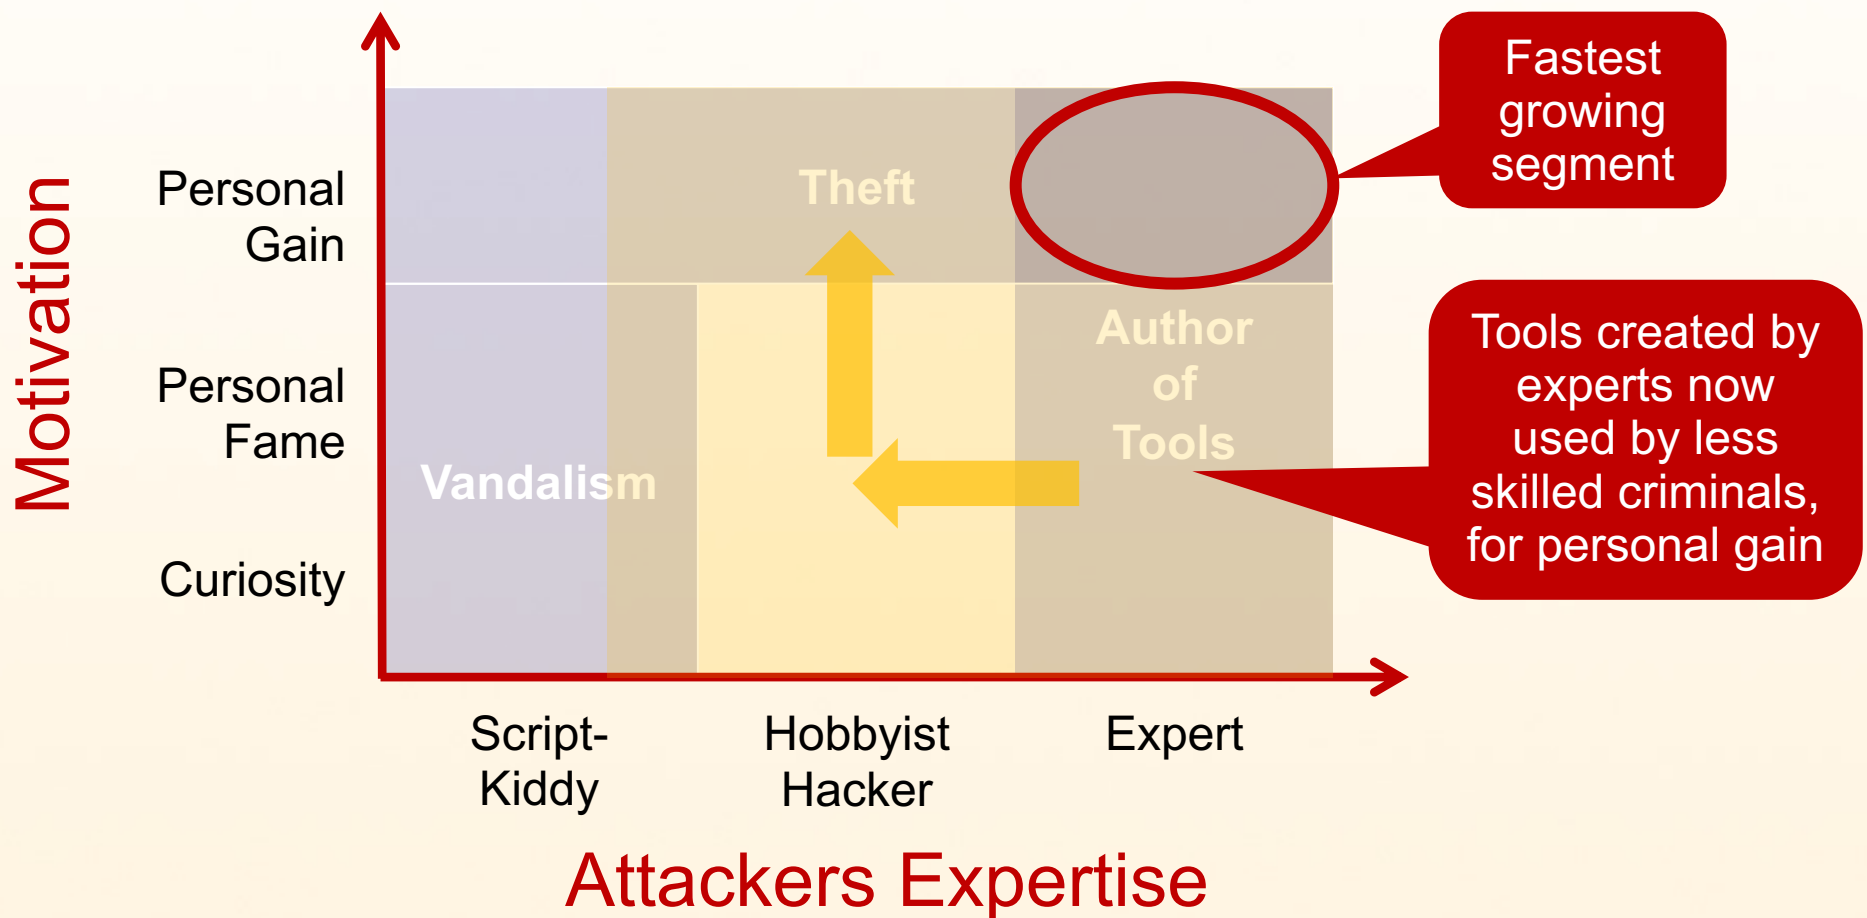 Motivation
Personal
Gain
Personal
Fame
Curiosity
Theft
Vandalism
Author
of
Tools
Fastest
growing
segment
Tools created by
experts now
used by less
skilled criminals,
for personal gain
Script-
Kiddy
Hobbyist
Hacker
Expert
Attackers Expertise